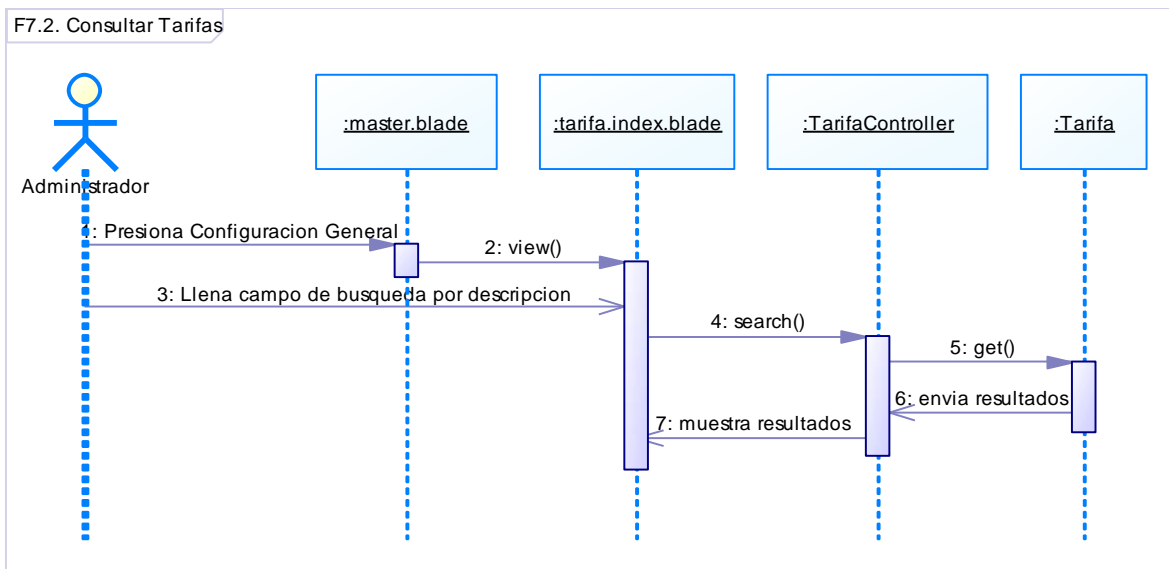 F7.2. Consultar Tarifas
:master.blade
:tarifa.index.blade
:TarifaController
:Tarifa
Administrador
1: Presiona Configuracion General
2: view()
3: Llena campo de busqueda por descripcion
4: search()
5: get()
6: envia resultados
7: muestra resultados